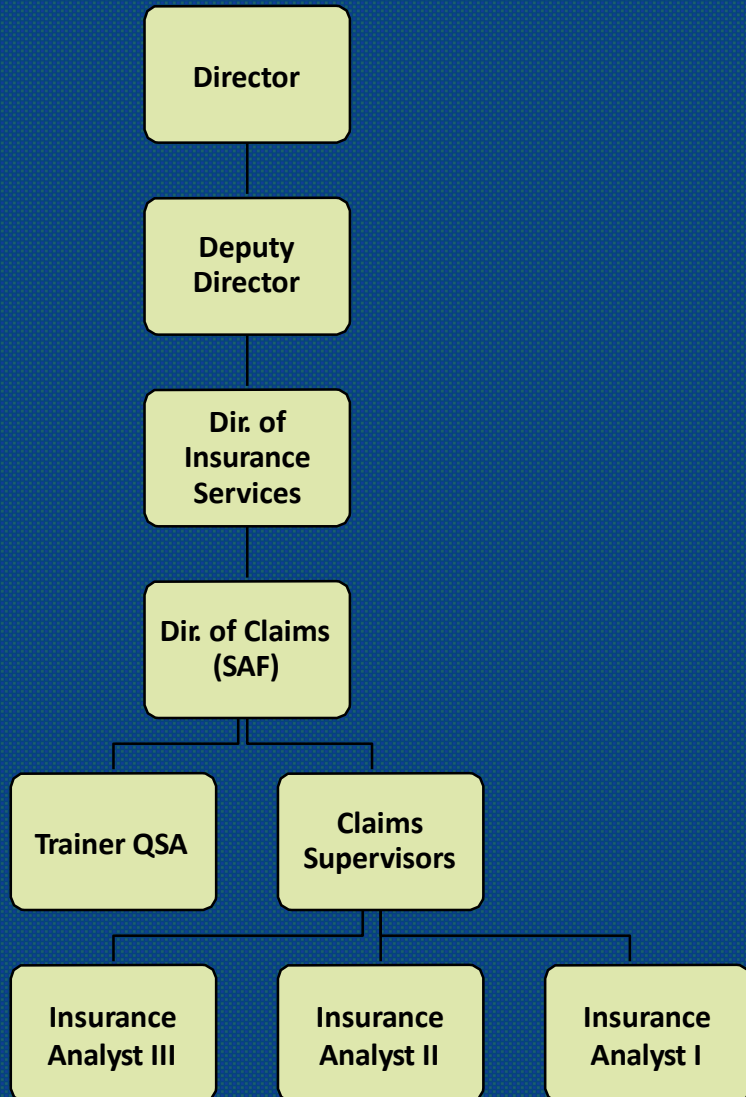 Director
Deputy
Director
Dir. of
Insurance
Services
Dir. of Claims
(SAF)
Trainer QSA
Claims
Supervisors
Insurance
Analyst III
Insurance
Analyst II
Insurance
Analyst I